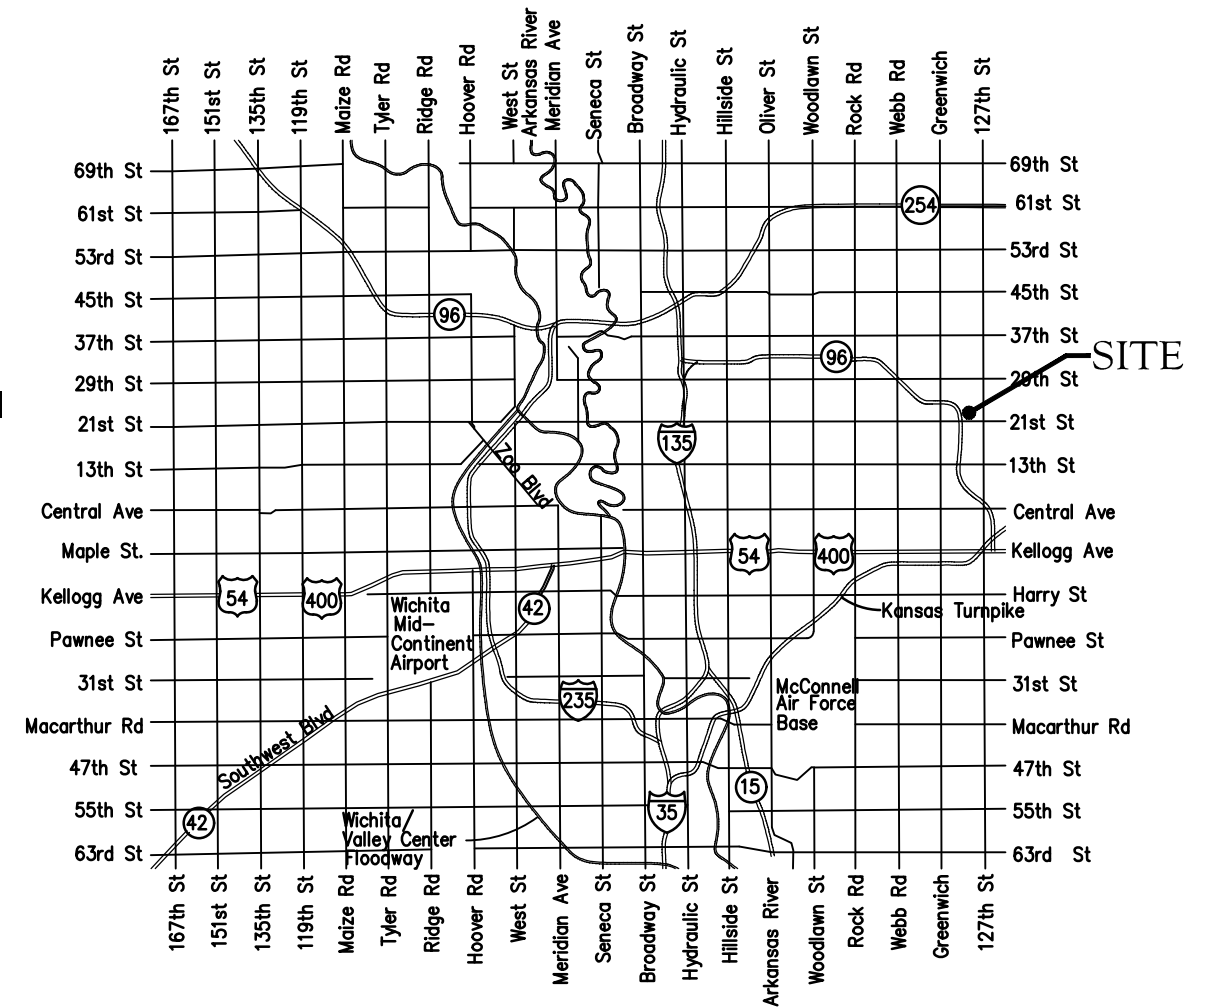 167th St
151st St
135th St
119th St
Maize Rd
Tyler Rd
Ridge Rd
Hoover Rd
West St
Arkansas River
Meridian Ave
Seneca St
Broadway St
Hydraulic St
Hillside St
Oliver St
Woodlawn St
Rock Rd
Webb Rd
Greenwich
127th St
69th St
69th St
61st St
254
61st St
53rd St
53rd St
45th St
45th St
96
37th St
37th St
96
SITE
29th St
29th St
21st St
21st St
135
13th St
13th St
Zoo Blvd
Central Ave
Central Ave
Maple St.
54
400
Kellogg Ave
Kellogg Ave
54
400
Harry St
Wichita
Mid-
Continent
Airport
42
Kansas Turnpike
Pawnee St
Pawnee St
31st St
31st St
235
McConnell
Air Force
Base
Macarthur Rd
Macarthur Rd
Southwest Blvd
47th St
47th St
15
55th St
55th St
42
35
Wichita/
Valley Center
Floodway
63rd St
63rd St
167th St
151st St
135th St
119th St
Maize Rd
Tyler Rd
Ridge Rd
Hoover Rd
West St
Meridian Ave
Seneca St
Broadway St
Hydraulic St
Hillside St
Arkansas River
Woodlawn St
Rock Rd
Webb Rd
Greenwich
127th St